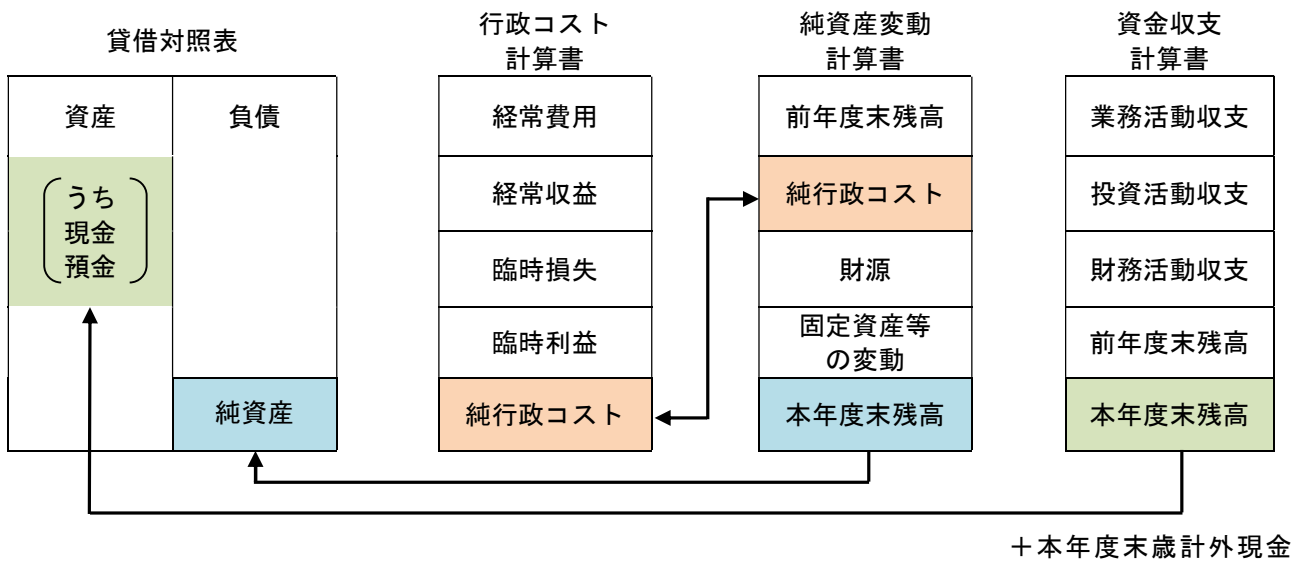 貸借対照表
資産
負債
うち
現金
預金
純資産
行政コスト
計算書
経常費用
経常収益
臨時損失
臨時利益
純行政コスト
純資産変動
計算書
前年度末残高
純行政コスト
財源
固定資産等
の変動
本年度末残高
資金収支
計算書
業務活動収支
投資活動収支
財務活動収支
前年度末残高
本年度末残高
＋本年度末歳計外現金